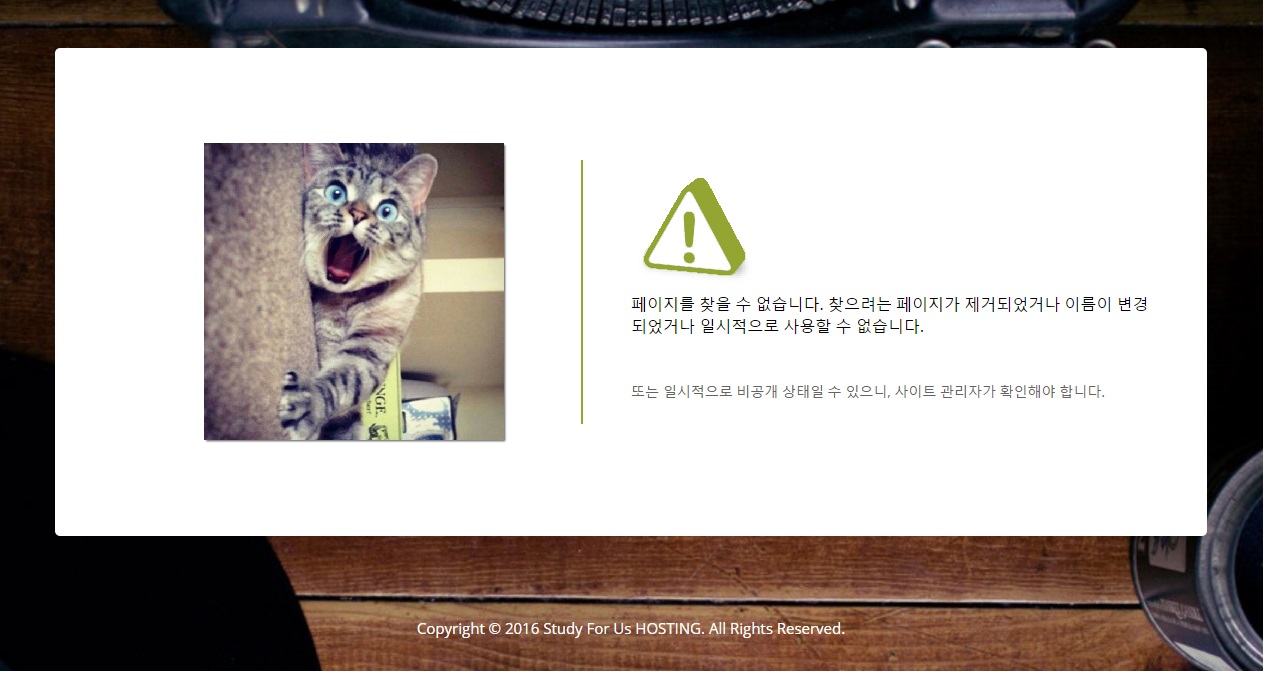 페이지를 찾을 수 없습니다. 찾으려는 페이지가 제거되었거나 이름이 변경
되었거나 일시적으로 사용할 수 없습니다.
또는 일시적으로 비공개 상태일 수 있으니, 사이트 관리자가 확인해야 합니다.
Copyright © 2016 Study For Us HOSTING. All Rights Reserved.